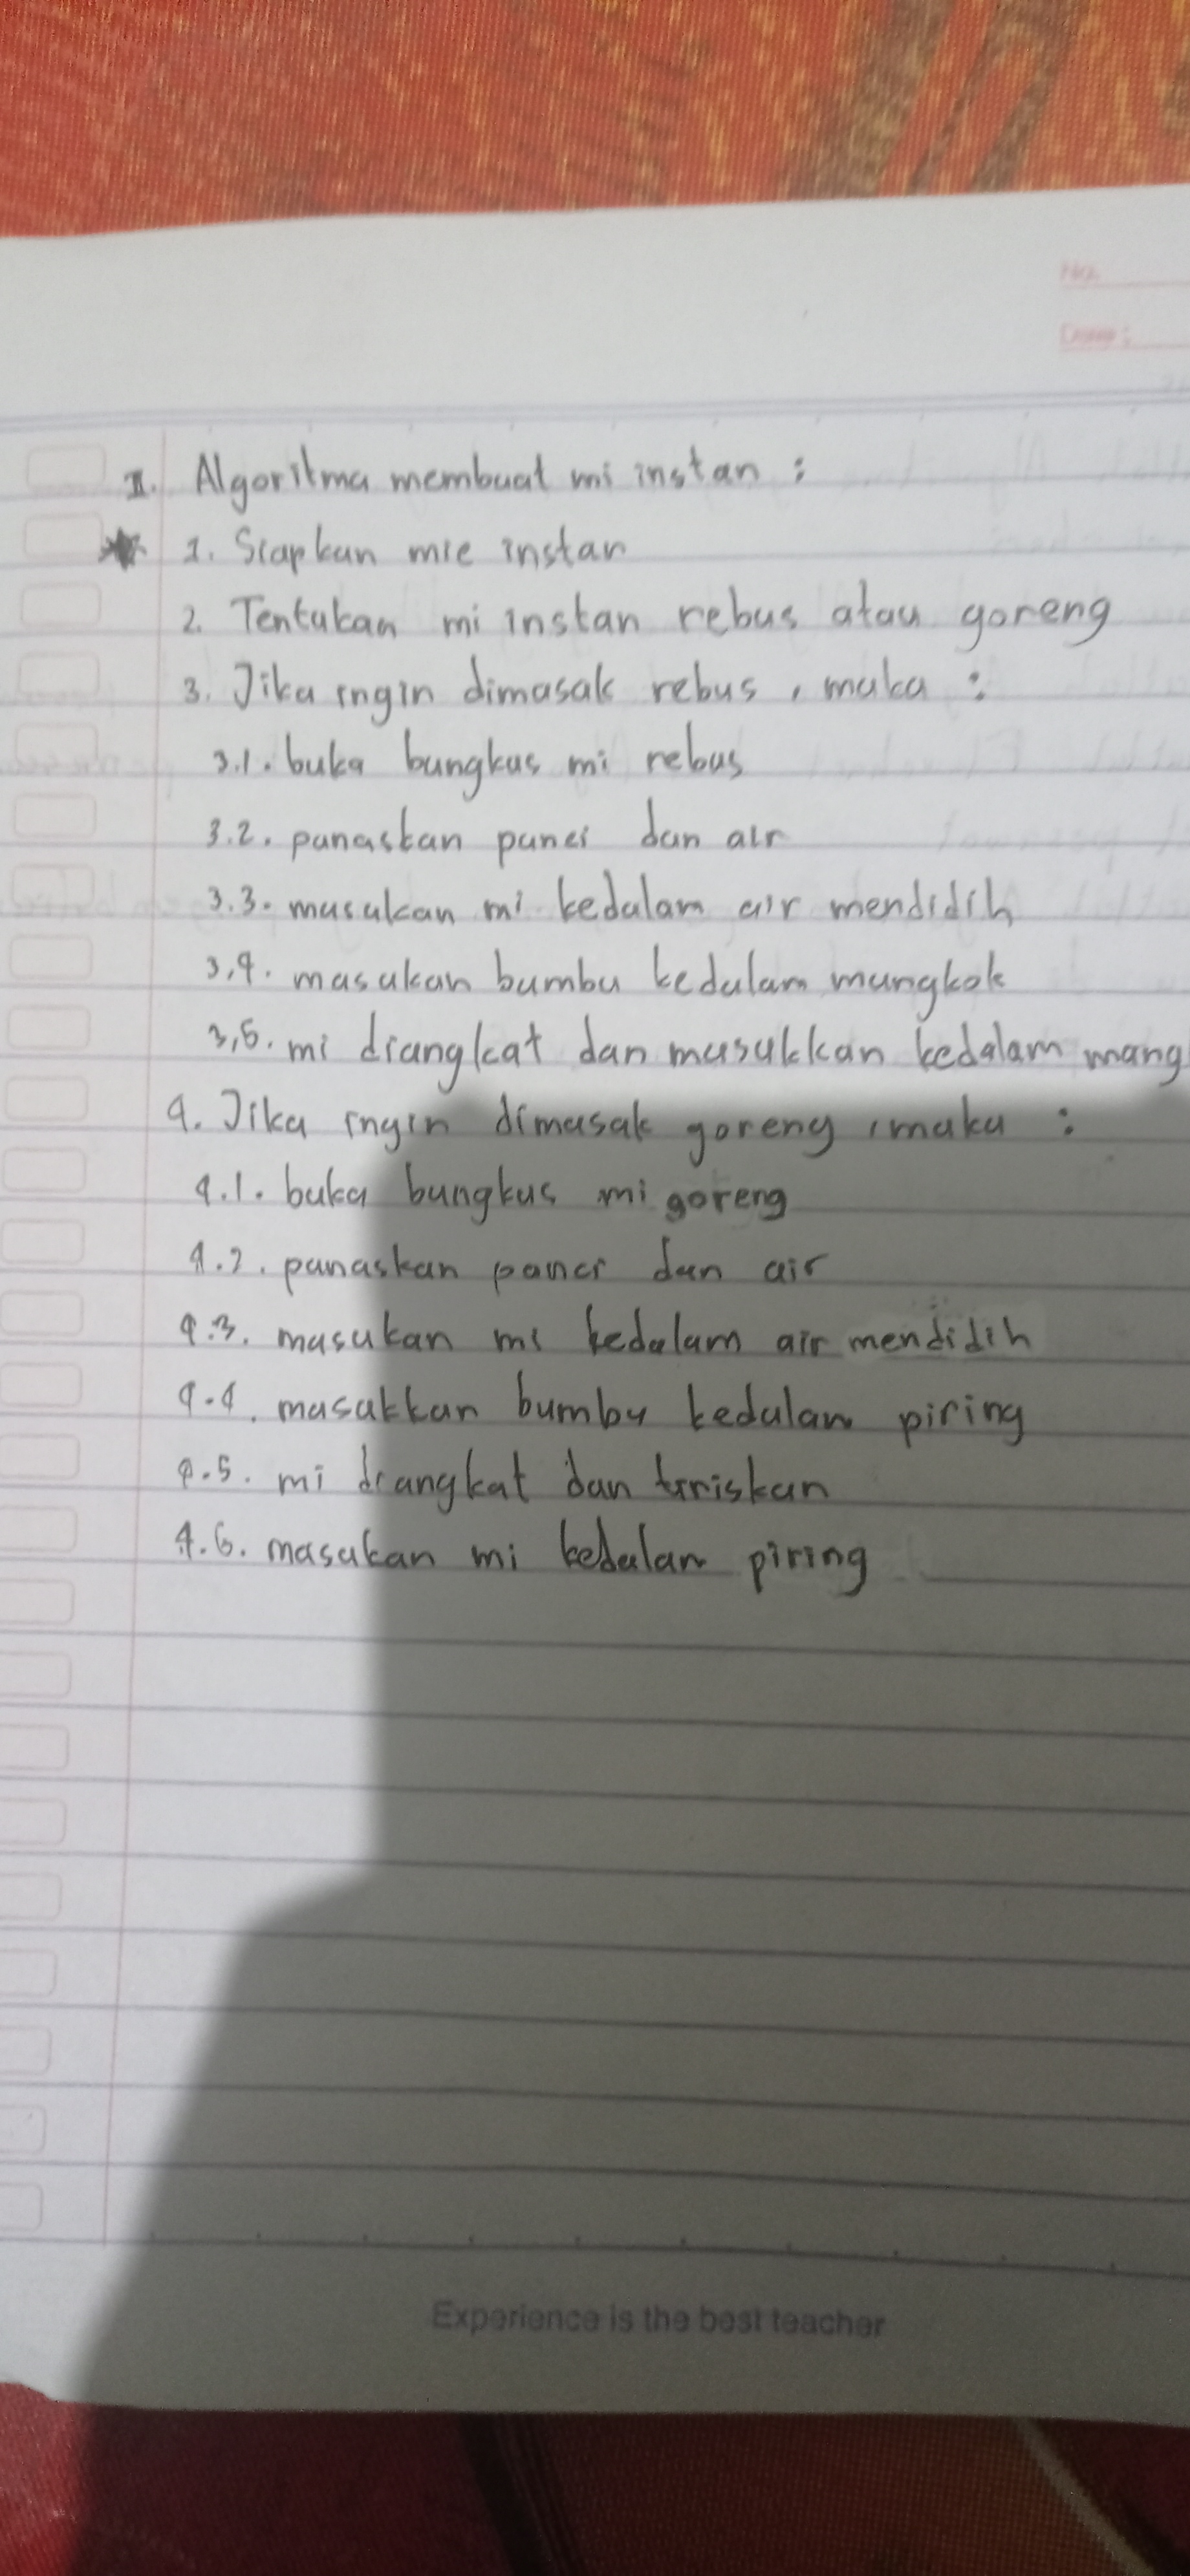 No.
Date:
II. Algoritma membuat mi instan :
1. Siapkan mie instan
2. Tentukan mi instan rebus atau goreng
3. Jika ingin dimasak rebus, maka :
3.1. buka bungkus mi rebus
3.2. panaskan panci dan air
3.3. masukan mi kedalam air mendidih
3,4. masukan bumbu kedalam mangkok
3,5. mi diangkat dan masukkan kedalam mang
4. Jika ingin dimasak goreng, maka :
4.1. buka bungkus mi goreng
4.2. panaskan panci dan air
4.3. masukan mi kedalam air mendidih
4.4. masukkan bumbu kedalam piring
4.5. mi diangkat dan tiriskan
4.6. masukan mi kedalam piring
Experience is the best teacher